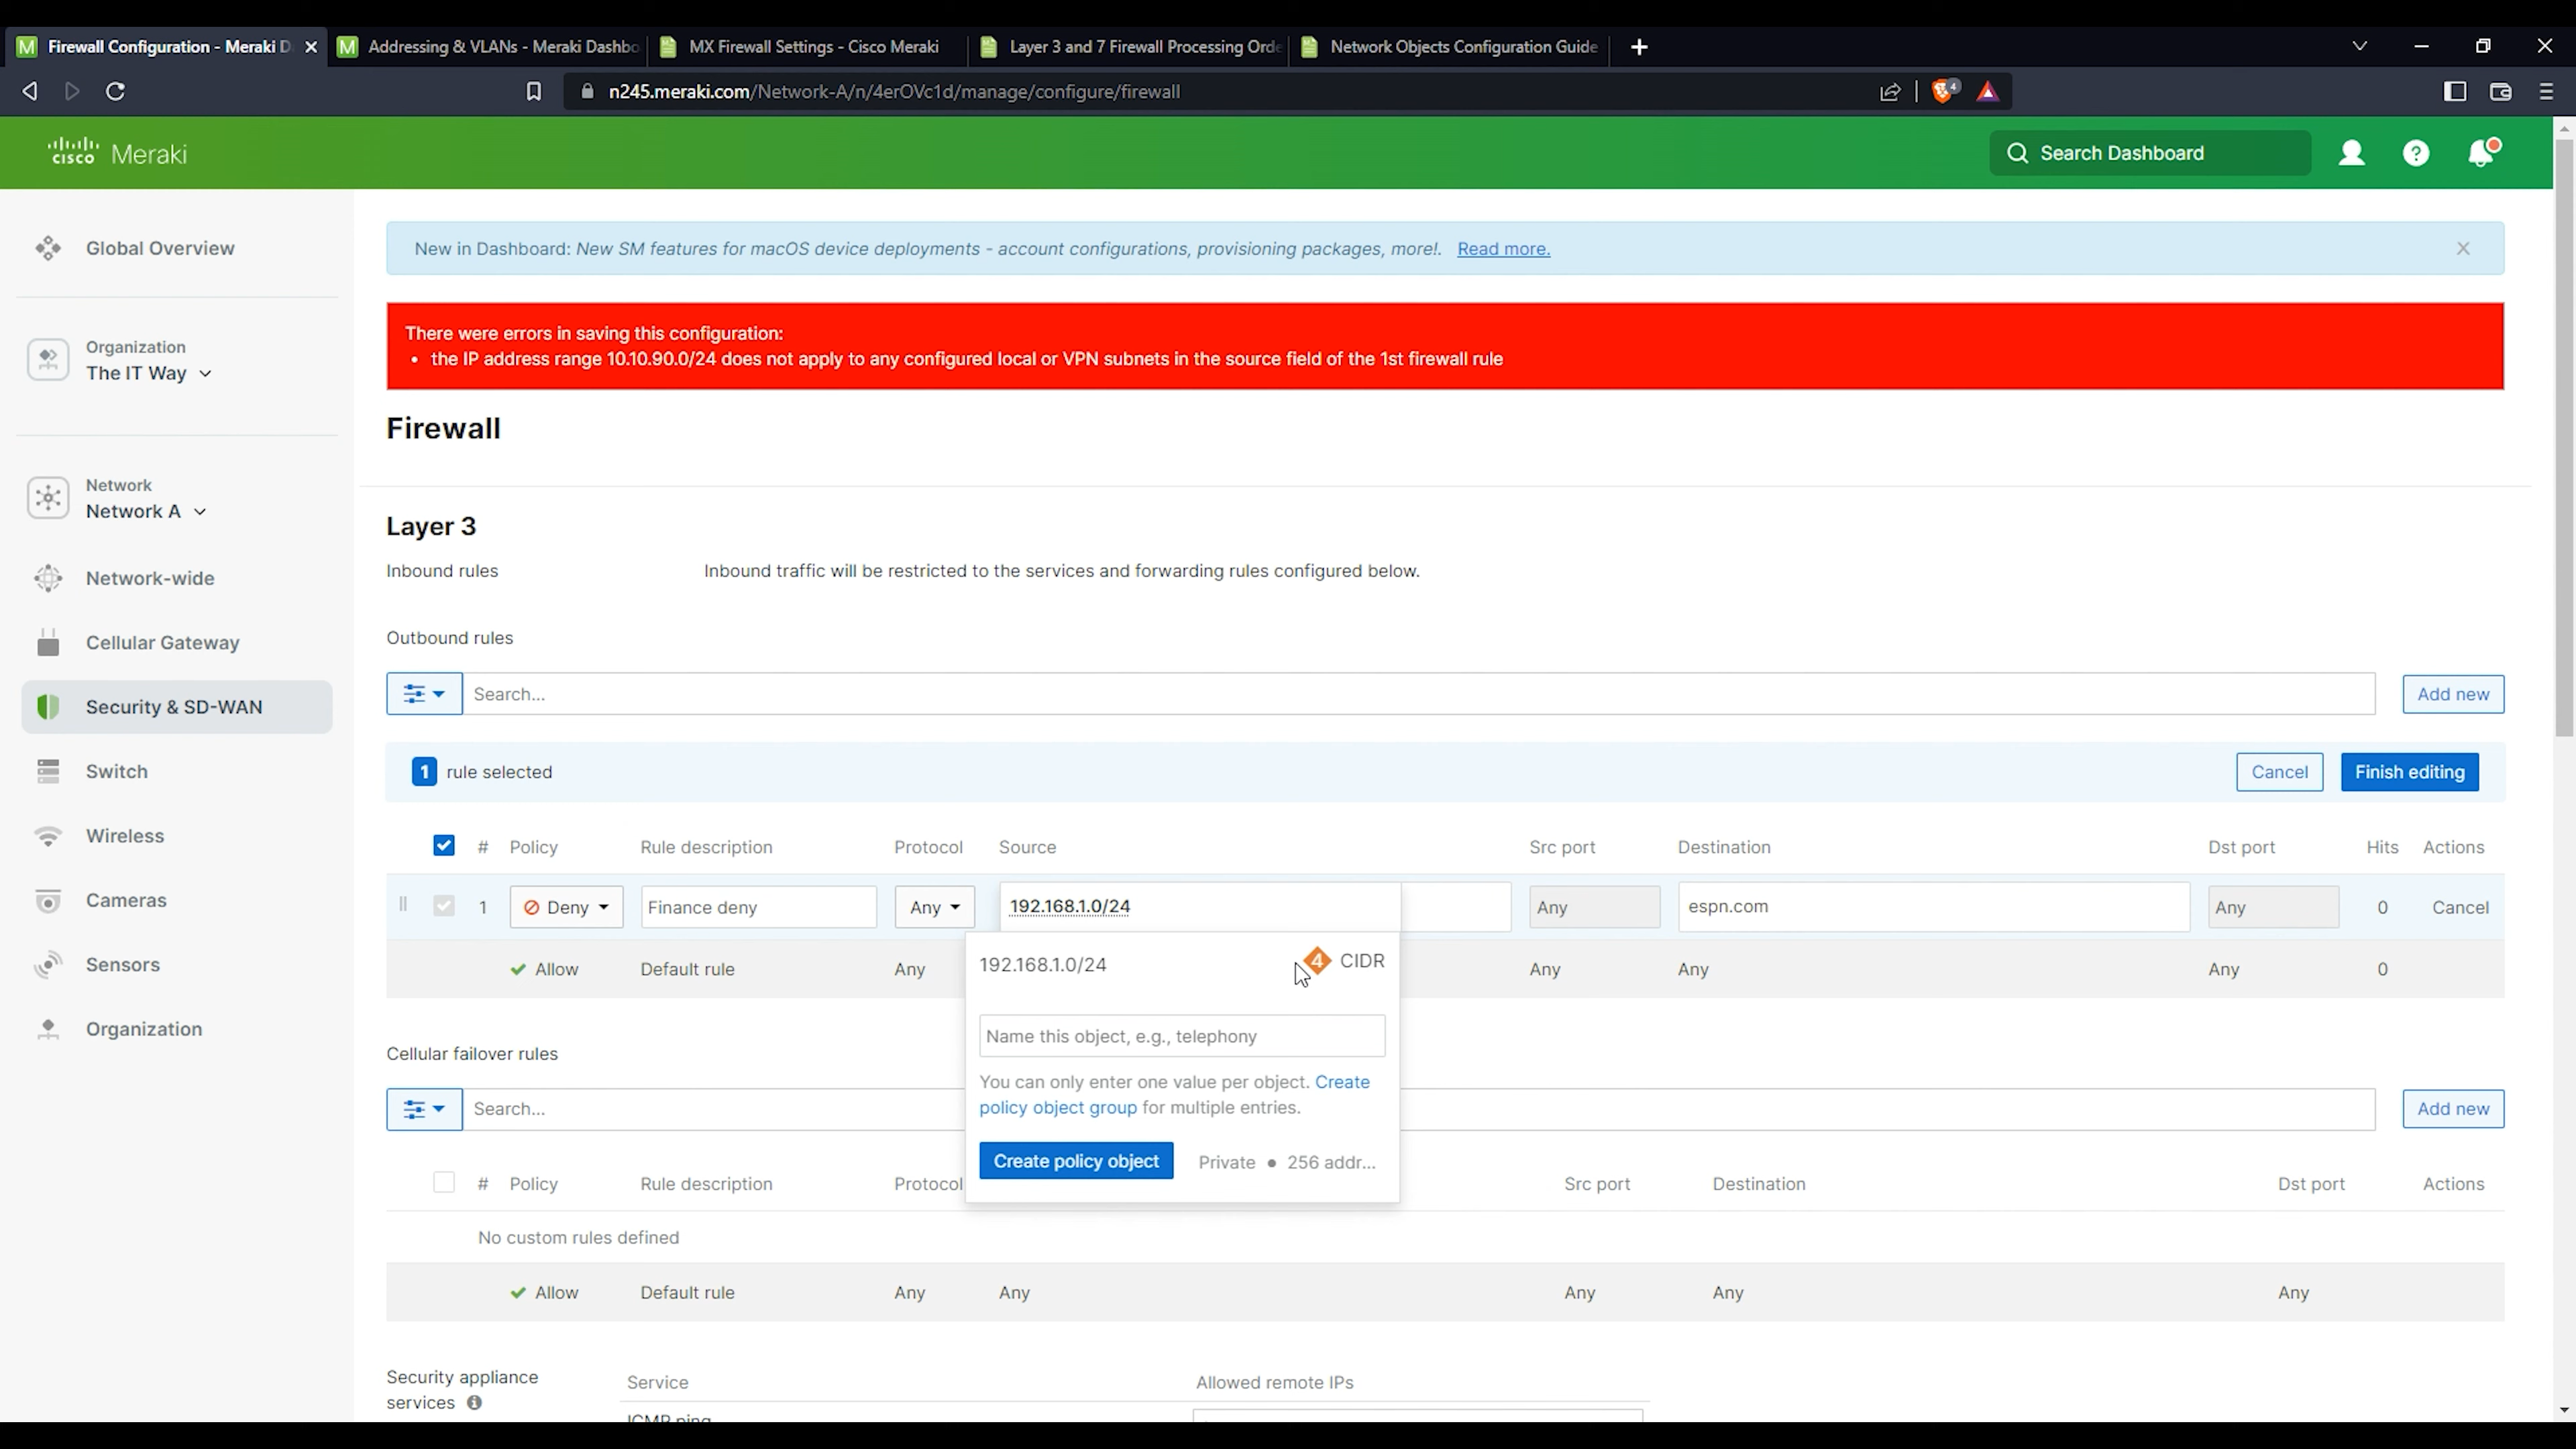 Firewall Configuration - Meraki D
Addressing & VLANs - Meraki Dashbo
MX Firewall Settings - Cisco Meraki
Layer 3 and 7 Firewall Processing Orde
Network Objects Configuration Guide
n245.meraki.com/Network-A/n/4erOVc1d/manage/configure/firewall
4
CISCO Meraki
Search Dashboard
Global Overview
Organization
The IT Way
Network
Network A
Network-wide
Cellular Gateway
Security & SD-WAN
Switch
Wireless
Cameras
Sensors
Organization
New in Dashboard: New SM features for macOS device deployments - account configurations, provisioning packages, more!. Read more.
There were errors in saving this configuration:
• the IP address range 10.10.90.0/24 does not apply to any configured local or VPN subnets in the source field of the 1st firewall rule
Firewall
Layer 3
Inbound rules Inbound traffic will be restricted to the services and forwarding rules configured below.
Outbound rules
Search... Add new
1 rule selected Cancel Finish editing
# Policy Rule description Protocol Source Src port Destination Dst port Hits Actions
1 Deny Finance deny Any 192.168.1.0/24 Any espn.com Any 0 Cancel
Allow Default rule Any Any Any Any 0
192.168.1.0/24 4 CIDR
Name this object, e.g., telephony
You can only enter one value per object. Create
policy object group for multiple entries.
Create policy object Private • 256 addr...
Cellular failover rules
Search... Add new
# Policy Rule description Protocol Src port Destination Dst port Actions
No custom rules defined
Allow Default rule Any Any Any Any Any
Security appliance
services
Service Allowed remote IPs
ICMP ping